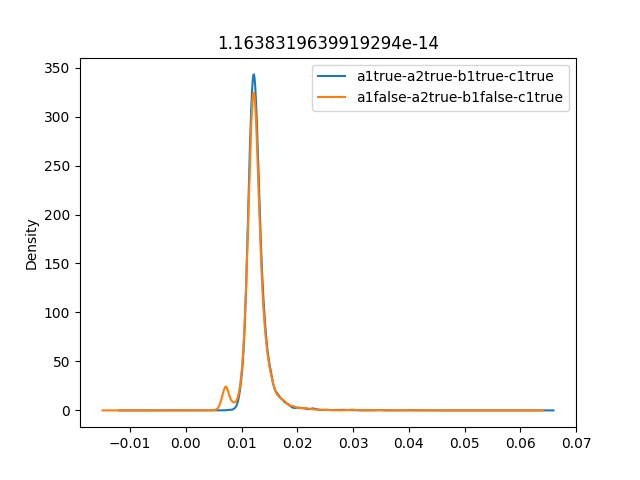 1.1638319639919294e-14
a1true-a2true-b1true-c1true
a1false-a2true-b1false-c1true
Density
350
300
250
200
150
100
50
0
−0.01 0.00 0.01 0.02 0.03 0.04 0.05 0.06 0.07